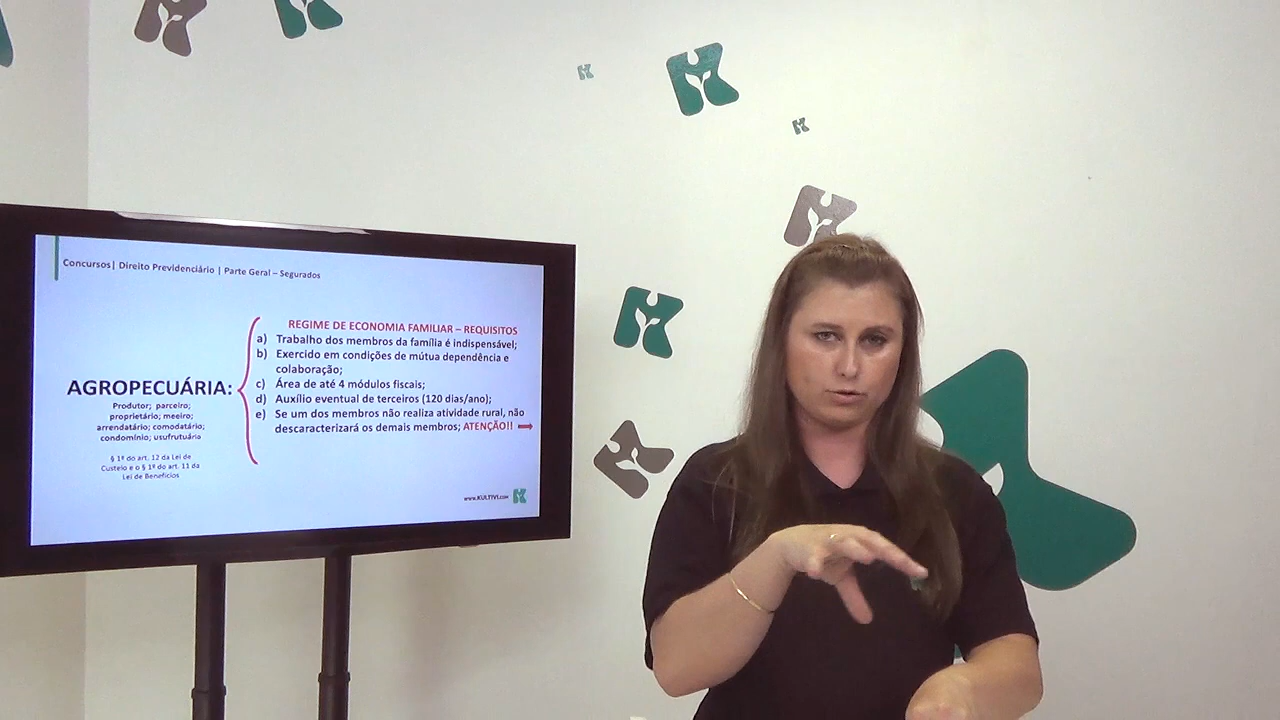 Concursos| Direito Previdenciário | Parte Geral – Segurados
REGIME DE ECONOMIA FAMILIAR – REQUISITOS
a) Trabalho dos membros da família é indispensável;
b) Exercido em condições de mútua dependência e
colaboração;
c) Área de até 4 módulos fiscais;
d) Auxílio eventual de terceiros (120 dias/ano);
e) Se um dos membros não realiza atividade rural, não
descaracterizará os demais membros; ATENÇÃO!!
AGROPECUÁRIA:
Produtor; parceiro;
proprietário; meeiro;
arrendatário; comodatário;
condomínio; usufrutuária
§ 1º do art. 12 da Lei de
Custeio e o § 1º do art. 11 da
Lei de Benefícios
www.KULTIVI.com